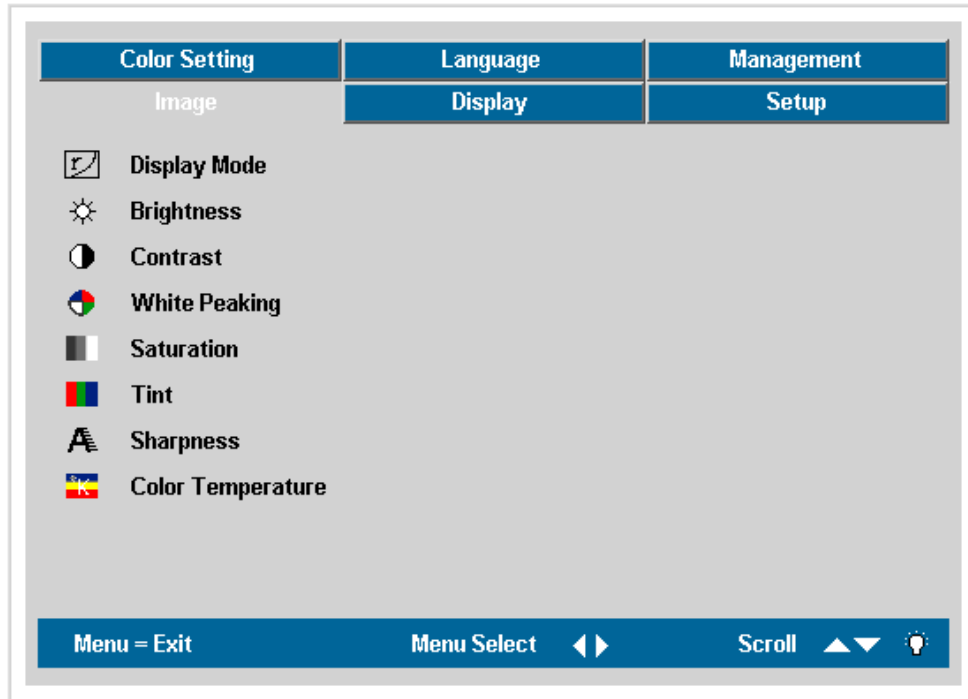 Color Setting Language Management
Image Display Setup
Display Mode
Brightness
Contrast
White Peaking
Saturation
Tint
Sharpness
K Color Temperature
Menu = Exit Menu Select Scroll